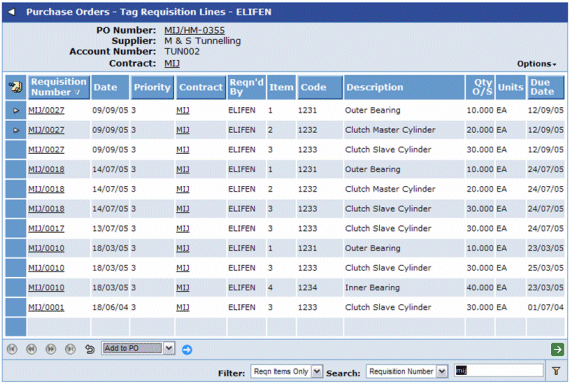 Purchase Orders - Tag Requisition Lines - ELIFEN
PO Number: MIJ/HM-0355
Supplier: M & S Tunnelling
Account Number: TUN002
Contract: MIJ
Options
Requisition Number Date Priority Contract Reqn'd By Item Code Description Qty O/S Units Due Date
MIJ/0027 09/09/05 3 MIJ ELIFEN 1 1231 Outer Bearing 10.000 EA 12/09/05
MIJ/0027 09/09/05 3 MIJ ELIFEN 2 1232 Clutch Master Cylinder 20.000 EA 12/09/05
MIJ/0027 09/09/05 3 MIJ ELIFEN 3 1233 Clutch Slave Cylinder 30.000 EA 12/09/05
MIJ/0018 14/07/05 3 MIJ ELIFEN 1 1231 Outer Bearing 10.000 EA 24/07/05
MIJ/0018 14/07/05 3 MIJ ELIFEN 2 1232 Clutch Master Cylinder 20.000 EA 24/07/05
MIJ/0018 14/07/05 3 MIJ ELIFEN 3 1233 Clutch Slave Cylinder 30.000 EA 24/07/05
MIJ/0017 13/07/05 3 MIJ ELIFEN 3 1233 Clutch Slave Cylinder 30.000 EA 24/07/05
MIJ/0010 18/03/05 3 MIJ ELIFEN 1 1231 Outer Bearing 10.000 EA 23/03/05
MIJ/0010 18/03/05 3 MIJ ELIFEN 3 1233 Clutch Slave Cylinder 30.000 EA 25/03/05
MIJ/0010 18/03/05 3 MIJ ELIFEN 4 1234 Inner Bearing 40.000 EA 23/03/05
MIJ/0001 18/06/04 3 MIJ ELIFEN 3 1233 Clutch Slave Cylinder 30.000 EA 01/07/04
Add to PO
Filter: Reqn Items Only Search: Requisition Number mij